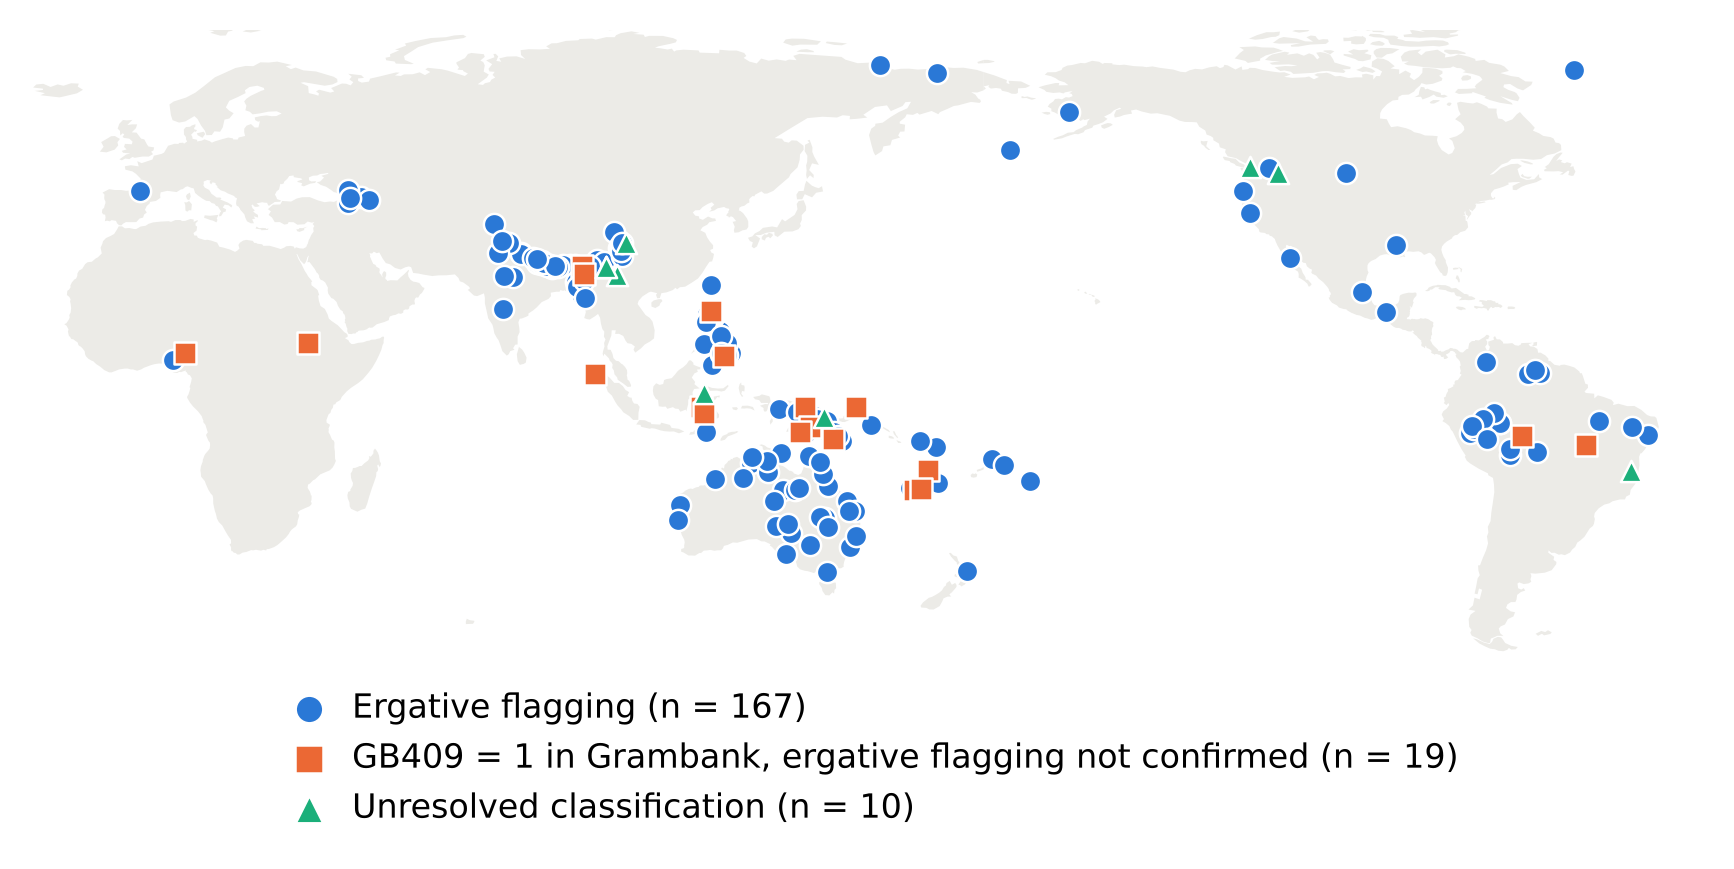 Ergative flagging (n = 167)
GB409 = 1 in Grambank, ergative flagging not confirmed (n = 19)
Unresolved classification (n = 10)